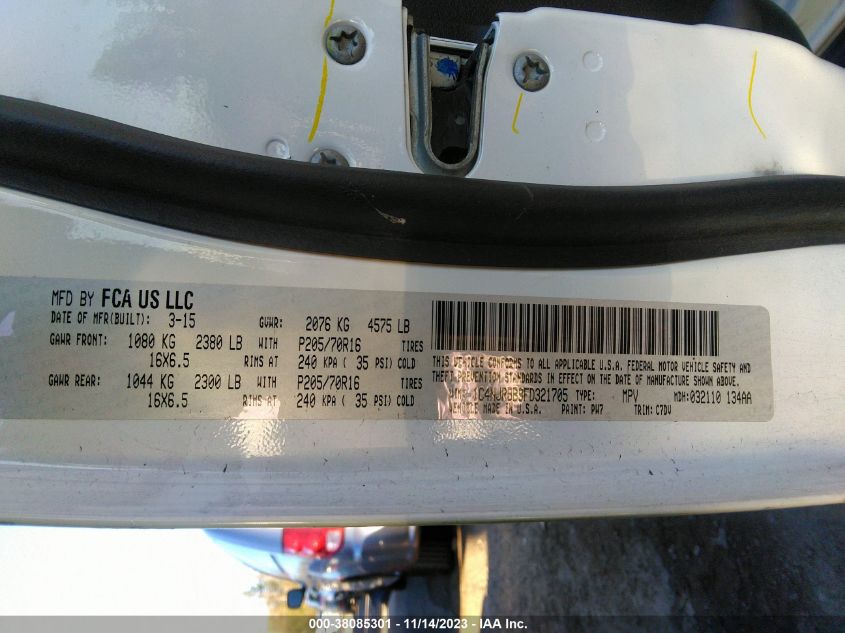 MFD BY FCA US LLC
DATE OF MFR(BUILT): 3-15 GVWR: 2076 KG 4575 LB
GAWR FRONT: 1080 KG 2380 LB WITH P205/70R16 TIRES
16X6.5 RIMS AT 240 KPA ( 35 PSI) COLD
GAWR REAR: 1044 KG 2300 LB WITH P205/70R16 TIRES
16X6.5 RIMS AT 240 KPA ( 35 PSI) COLD
THIS VEHICLE CONFORMS TO ALL APPLICABLE U.S.A. FEDERAL MOTOR VEHICLE SAFETY AND
THEFT PREVENTION STANDARDS IN EFFECT ON THE DATE OF MANUFACTURE SHOWN ABOVE.
VIN: TYPE: MPV MDH: 032110 134AA
VEHICLE MADE IN U.S.A. PAINT: PW7 TRIM: C7DV
000-38085301 - 11/14/2023 - IAA Inc.